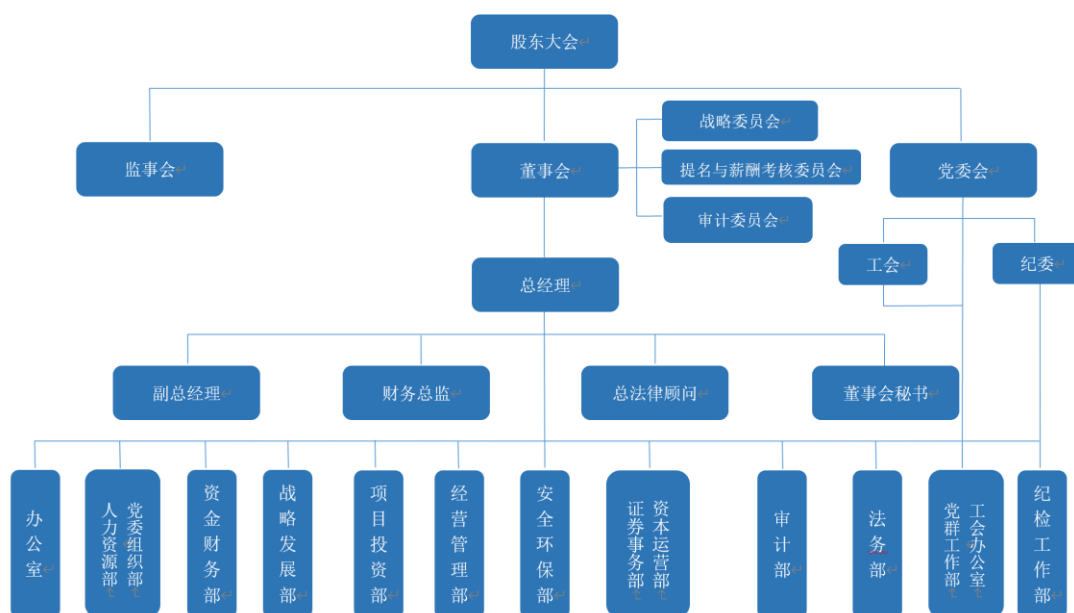 股东大会
战略委员会
监事会
董事会
提名与薪酬考核委员会
党委会
审计委员会
工会
纪委
总经理
副总经理
财务总监
总法律顾问
董事会秘书
办公室
党委组织部
人力资源部
资金财务部
战略发展部
项目投资部
经营管理部
安全环保部
资本运营部
证券事务部
审计部
法务部
工会办公室
党群工作部
纪检工作部